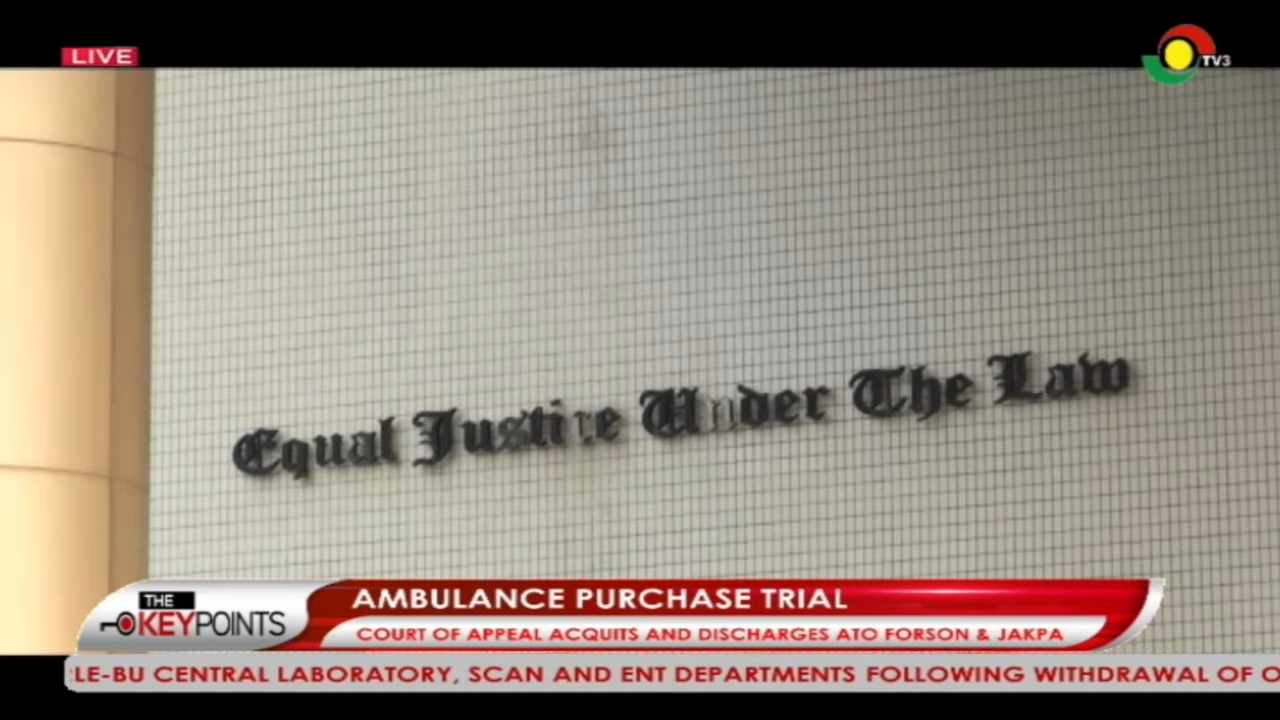 LIVE
TV3
Equal Justice Under The Law
THE
KEYPOINTS
AMBULANCE PURCHASE TRIAL
COURT OF APPEAL ACQUITS AND DISCHARGES ATO FORSON & JAKPA
LE-BU CENTRAL LABORATORY, SCAN AND ENT DEPARTMENTS FOLLOWING WITHDRAWAL OF